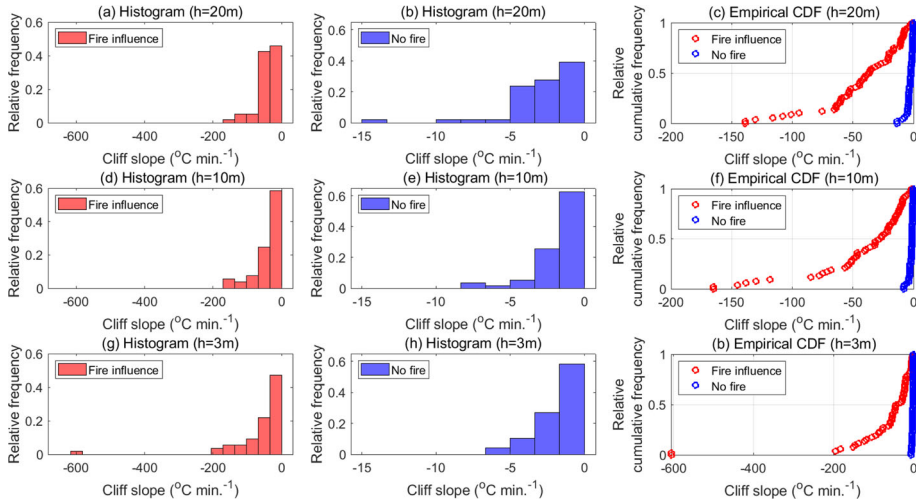 (a) Histogram (h=20m)
Relative frequency
0.6
0.4
0.2
0
Fire influence
-600
-400
-200
0
Cliff slope (°C min.⁻¹)
(b) Histogram (h=20m)
Relative frequency
0.6
0.4
0.2
0
No fire
-15
-10
-5
0
Cliff slope (°C min.⁻¹)
(c) Empirical CDF (h=20m)
Relative
cumulative frequency
1
0.5
0
Fire influence
No fire
-200
-150
-100
-50
0
Cliff slope (°C min.⁻¹)
(d) Histogram (h=10m)
Relative frequency
0.6
0.4
0.2
0
Fire influence
-600
-400
-200
0
Cliff slope (°C min.⁻¹)
(e) Histogram (h=10m)
Relative frequency
0.6
0.4
0.2
0
No fire
-15
-10
-5
0
Cliff slope (°C min.⁻¹)
(f) Empirical CDF (h=10m)
Relative
cumulative frequency
1
0.5
0
Fire influence
No fire
-200
-150
-100
-50
0
Cliff slope (°C min.⁻¹)
(g) Histogram (h=3m)
Relative frequency
0.6
0.4
0.2
0
Fire influence
-600
-400
-200
0
Cliff slope (°C min.⁻¹)
(h) Histogram (h=3m)
Relative frequency
0.6
0.4
0.2
0
No fire
-15
-10
-5
0
Cliff slope (°C min.⁻¹)
(b) Empirical CDF (h=3m)
Relative
cumulative frequency
1
0.5
0
Fire influence
No fire
-600
-500
-400
-300
-200
-100
0
Cliff slope (°C min.⁻¹)